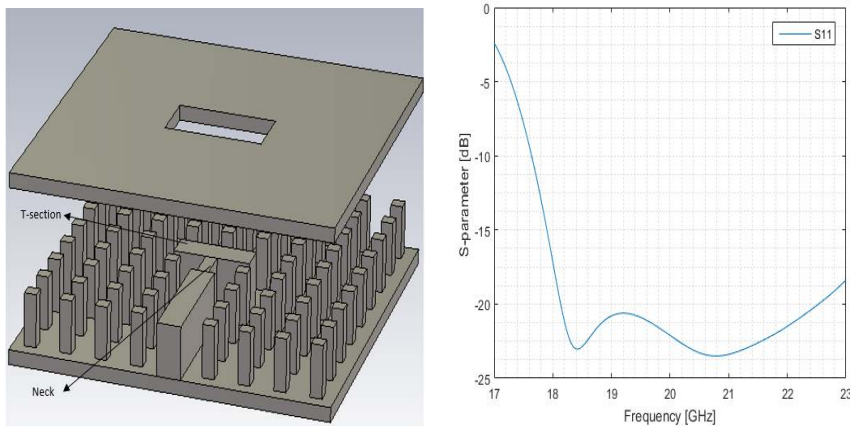 T-section
Neck
S11
S-parameter [dB]
0
-5
-10
-15
-20
-25
17
18
19
20
21
22
23
Frequency [GHz]